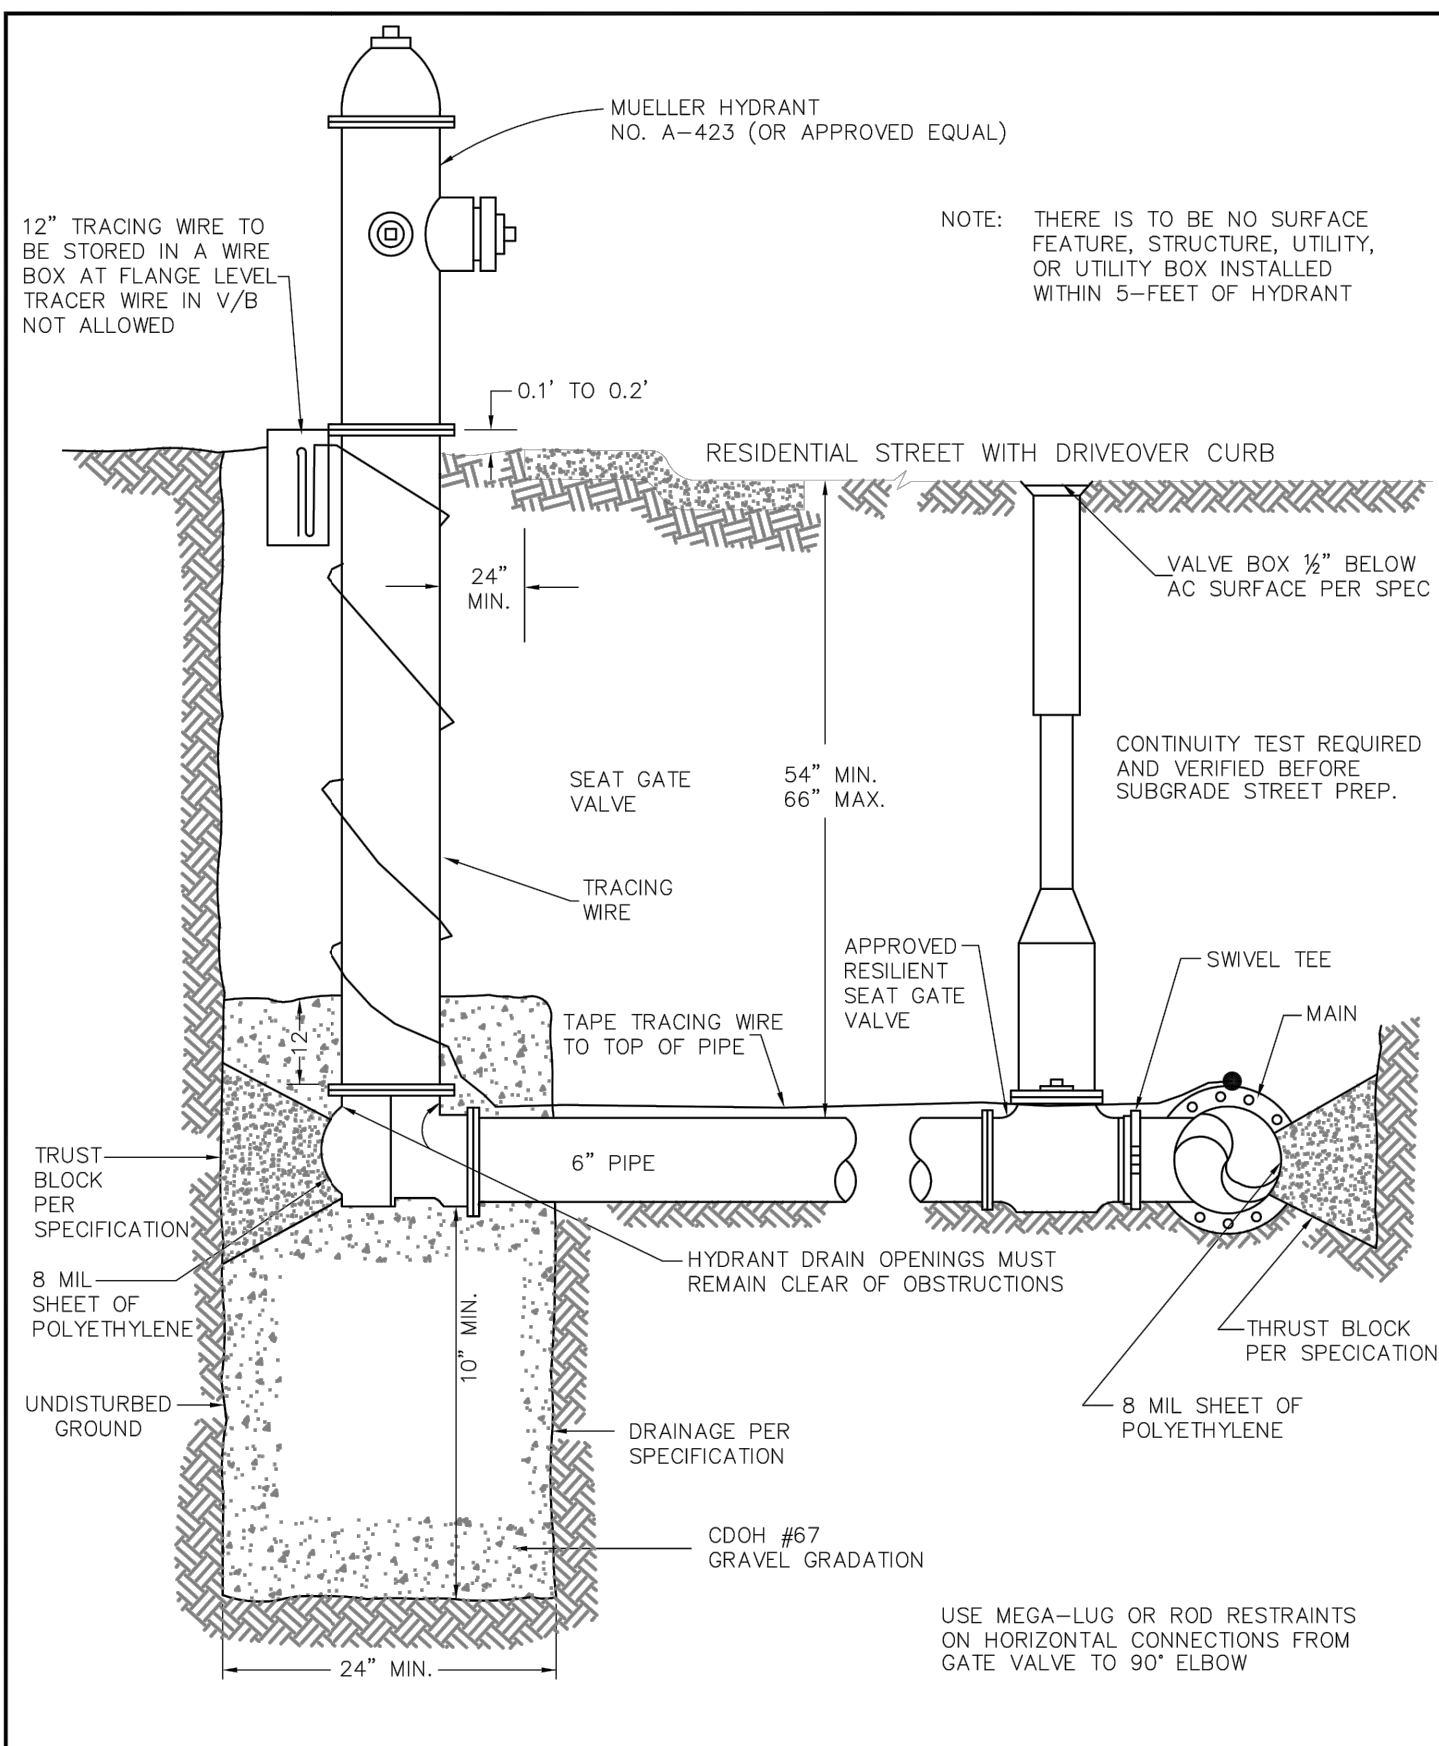 MUELLER HYDRANT
NO. A-423 (OR APPROVED EQUAL)
12" TRACING WIRE TO
BE STORED IN A WIRE
BOX AT FLANGE LEVEL
TRACER WIRE IN V/B
NOT ALLOWED
NOTE: THERE IS TO BE NO SURFACE
FEATURE, STRUCTURE, UTILITY,
OR UTILITY BOX INSTALLED
WITHIN 5-FEET OF HYDRANT
0.1' TO 0.2'
RESIDENTIAL STREET WITH DRIVEOVER CURB
24"
MIN.
VALVE BOX ½" BELOW
AC SURFACE PER SPEC
SEAT GATE
VALVE
54" MIN.
66" MAX.
CONTINUITY TEST REQUIRED
AND VERIFIED BEFORE
SUBGRADE STREET PREP.
TRACING
WIRE
APPROVED
RESILIENT
SEAT GATE
VALVE
SWIVEL TEE
MAIN
12
TAPE TRACING WIRE
TO TOP OF PIPE
6" PIPE
TRUST
BLOCK
PER
SPECIFICATION
8 MIL
SHEET OF
POLYETHYLENE
HYDRANT DRAIN OPENINGS MUST
REMAIN CLEAR OF OBSTRUCTIONS
10" MIN.
THRUST BLOCK
PER SPECICATION
8 MIL SHEET OF
POLYETHYLENE
UNDISTURBED
GROUND
DRAINAGE PER
SPECIFICATION
CDOH #67
GRAVEL GRADATION
USE MEGA-LUG OR ROD RESTRAINTS
ON HORIZONTAL CONNECTIONS FROM
GATE VALVE TO 90° ELBOW
24" MIN.